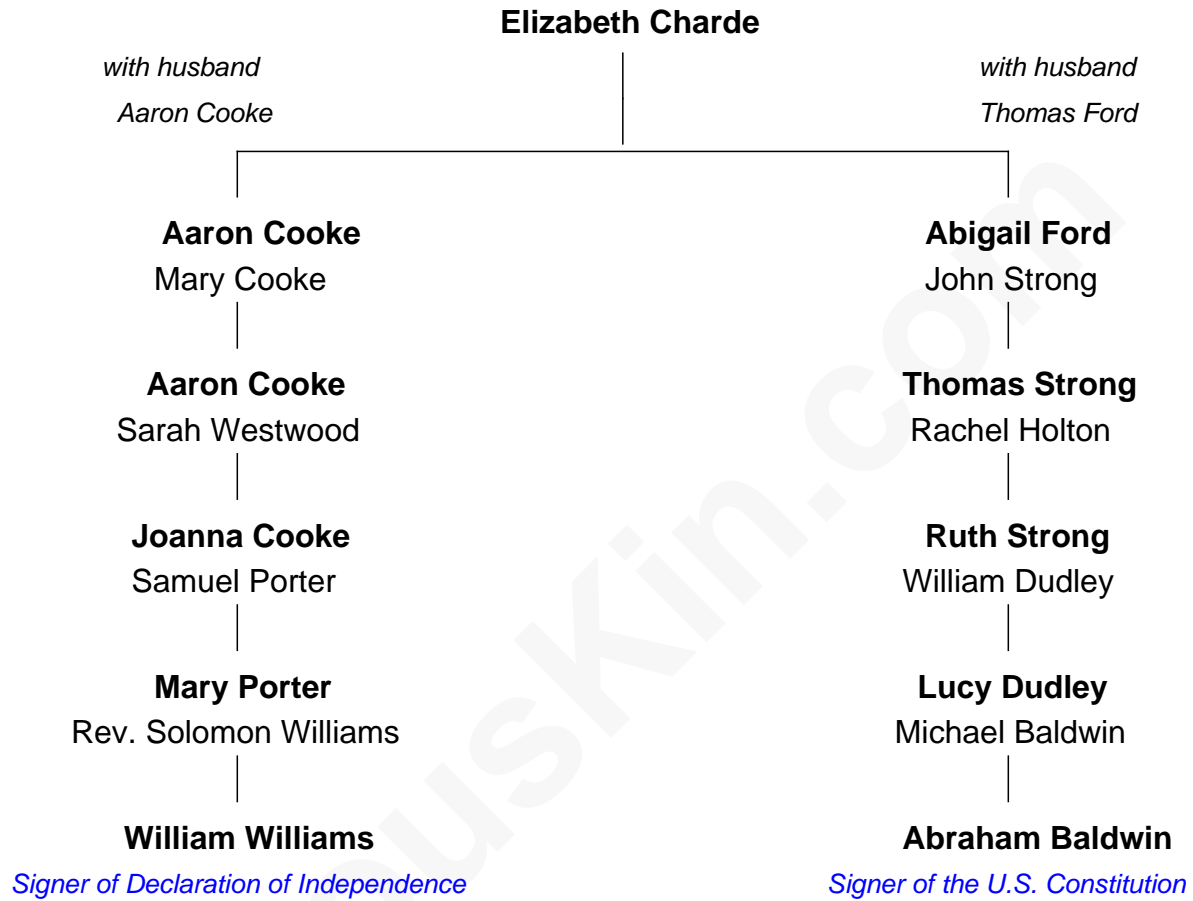 Elizabeth Charde
with husband
Aaron Cooke
with husband
Thomas Ford
Aaron Cooke
Mary Cooke
Abigail Ford
John Strong
Aaron Cooke
Sarah Westwood
Thomas Strong
Rachel Holton
Joanna Cooke
Samuel Porter
Ruth Strong
William Dudley
Mary Porter
Rev. Solomon Williams
Lucy Dudley
Michael Baldwin
William Williams
Signer of Declaration of Independence
Abraham Baldwin
Signer of the U.S. Constitution
ousKin.com